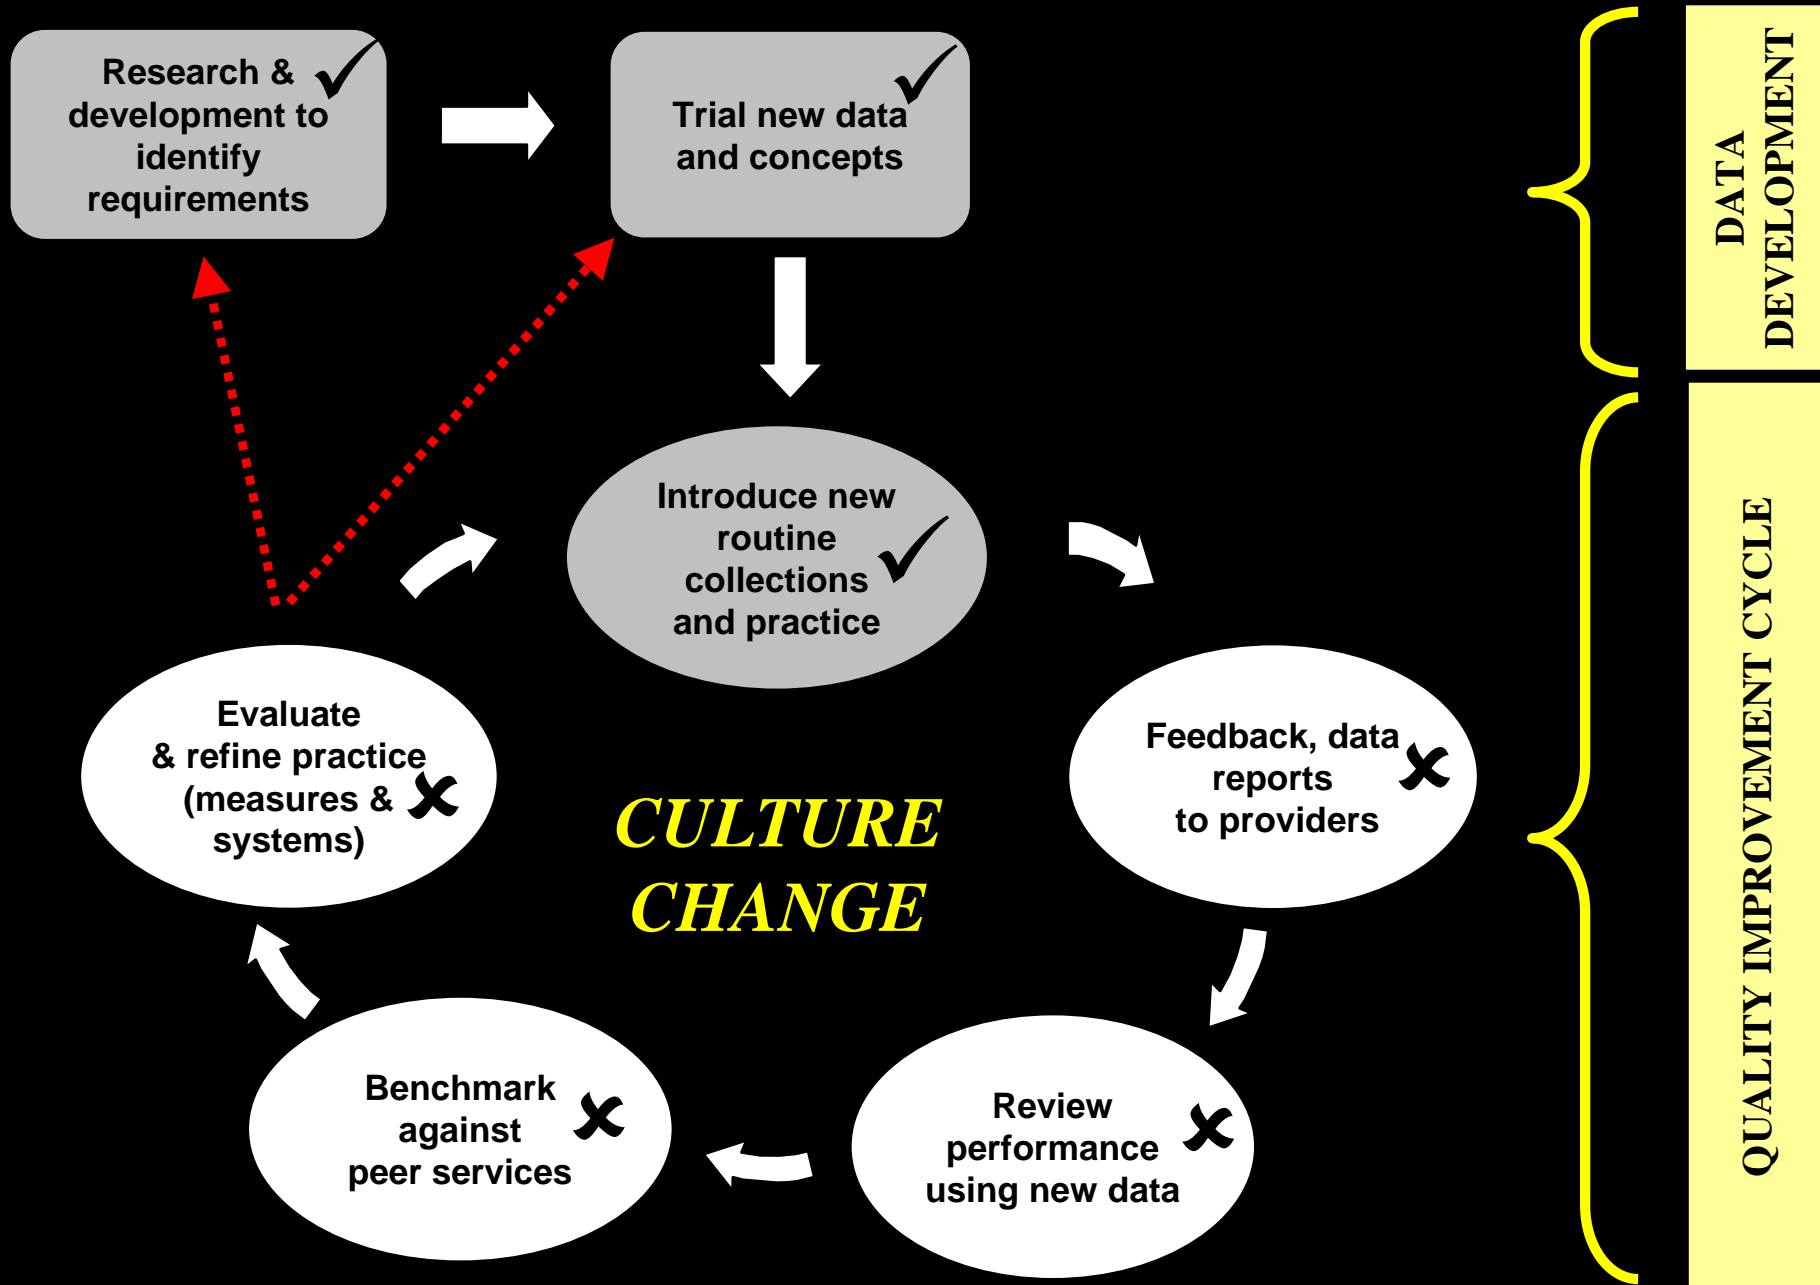 Research &
development to
identify
requirements
Trial new data
and concepts
DATA
DEVELOPMENT
Introduce new
routine
collections
and practice
Evaluate
& refine practice
(measures &
systems)
Feedback, data
reports
to providers
CULTURE
CHANGE
Benchmark
against
peer services
Review
performance
using new data
QUALITY IMPROVEMENT CYCLE